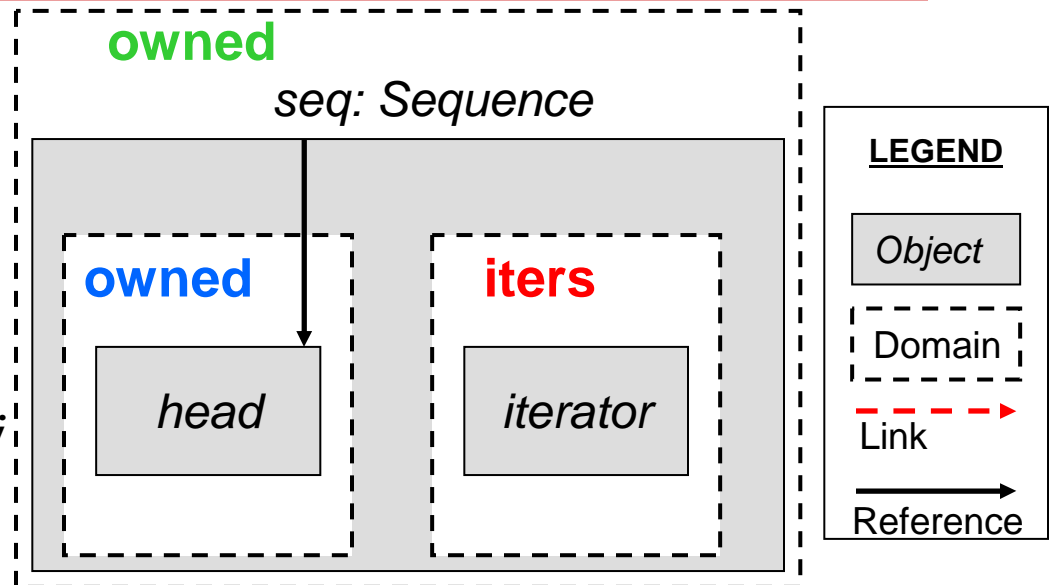 owned
seq: Sequence
owned
iters
head
iterator
LEGEND
Object
Domain
Link
Reference